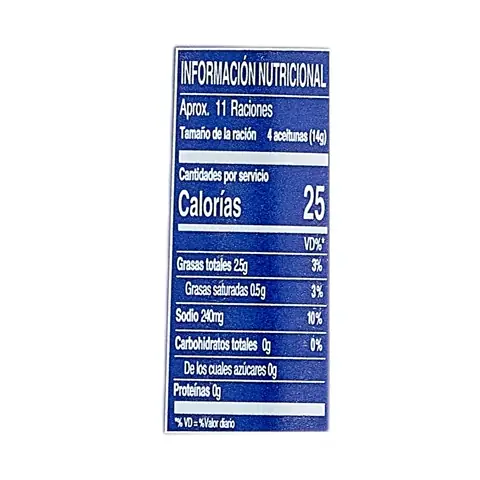 INFORMACIÓN NUTRICIONAL
Aprox. 11 Raciones
Tamaño de la ración 4 aceitunas (14g)
Cantidades por servicio
Calorías 25
VD%*
Grasas totales 2.5g 3%
Grasas saturadas 0.5g 3%
Sodio 240mg 10%
Carbohidratos totales 0g 0%
De los cuales azúcares 0g
Proteínas 0g
*% VD = %Valor diario